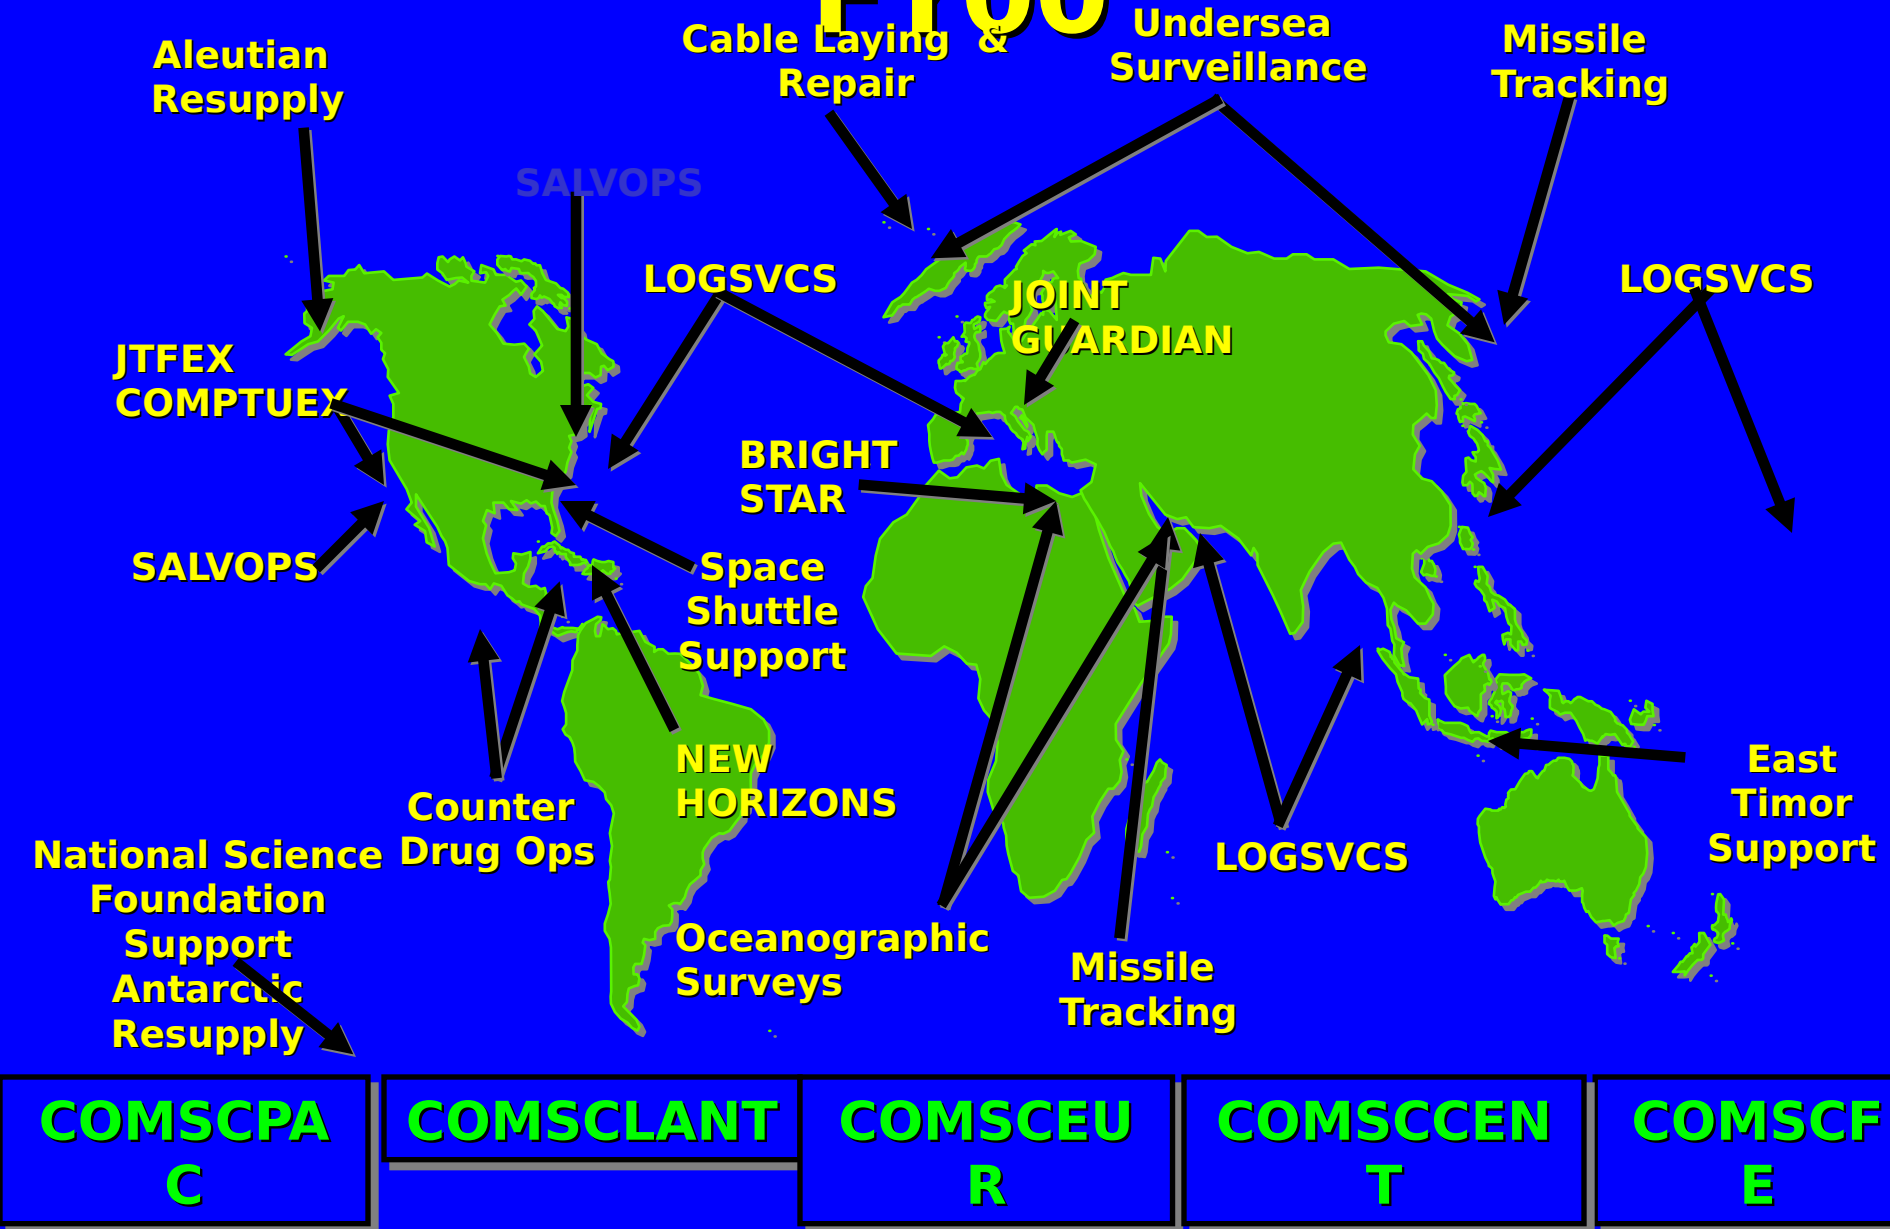 FY00
Aleutian
Resupply
Cable Laying &
Repair
Undersea
Surveillance
Missile
Tracking
SALVOPS
LOGSVCS
JOINT
GUARDIAN
LOGSVCS
JTFEX
COMPTUEX
BRIGHT
STAR
SALVOPS
Space
Shuttle
Support
NEW
HORIZONS
Counter
Drug Ops
East
Timor
Support
LOGSVCS
National Science
Foundation
Support
Antarctic
Resupply
Oceanographic
Surveys
Missile
Tracking
COMSCPA
C
COMSCLANT
COMSCEU
R
COMSCCEN
T
COMSCF
E